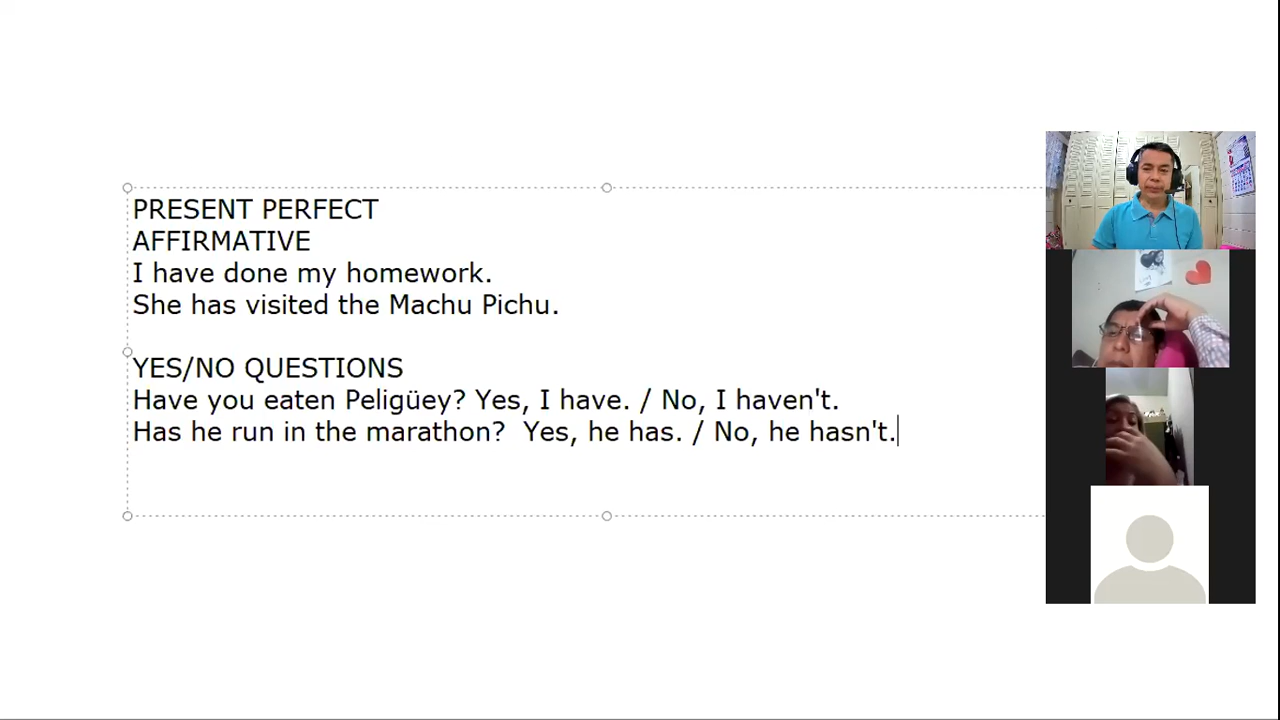 PRESENT PERFECT
AFFIRMATIVE
I have done my homework.
She has visited the Machu Pichu.
YES/NO QUESTIONS
Have you eaten Peligüey? Yes, I have. / No, I haven't.
Has he run in the marathon?  Yes, he has. / No, he hasn't.